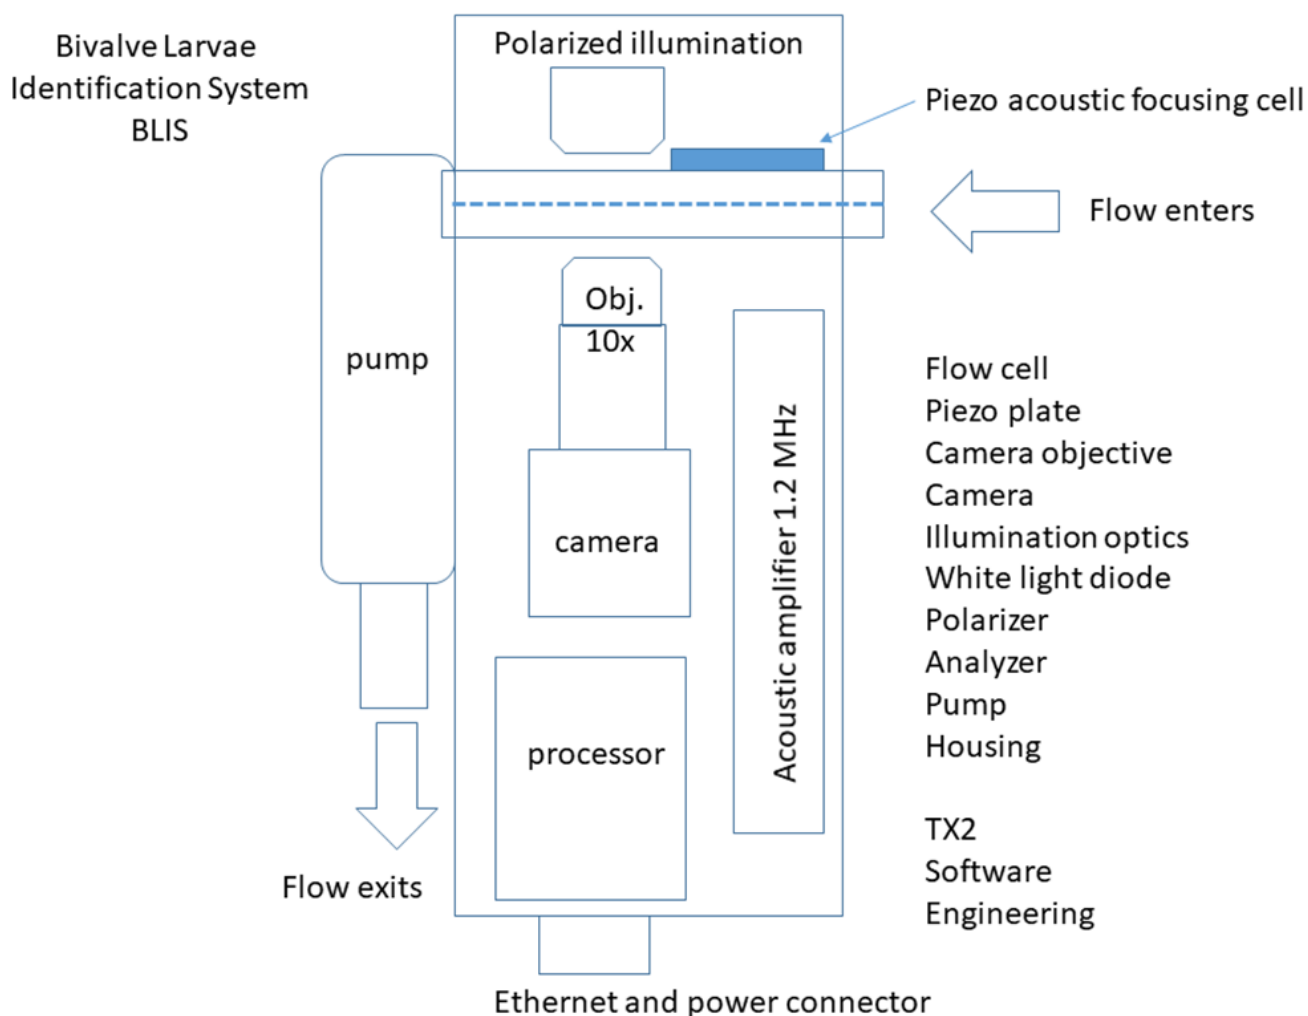 Bivalve Larvae
Identification System
BLIS
Polarized illumination
Piezo acoustic focusing cell
Flow enters
Obj.
10x
pump
camera
Acoustic amplifier 1.2 MHz
processor
Flow exits
Ethernet and power connector
Flow cell
Piezo plate
Camera objective
Camera
Illumination optics
White light diode
Polarizer
Analyzer
Pump
Housing
TX2
Software
Engineering